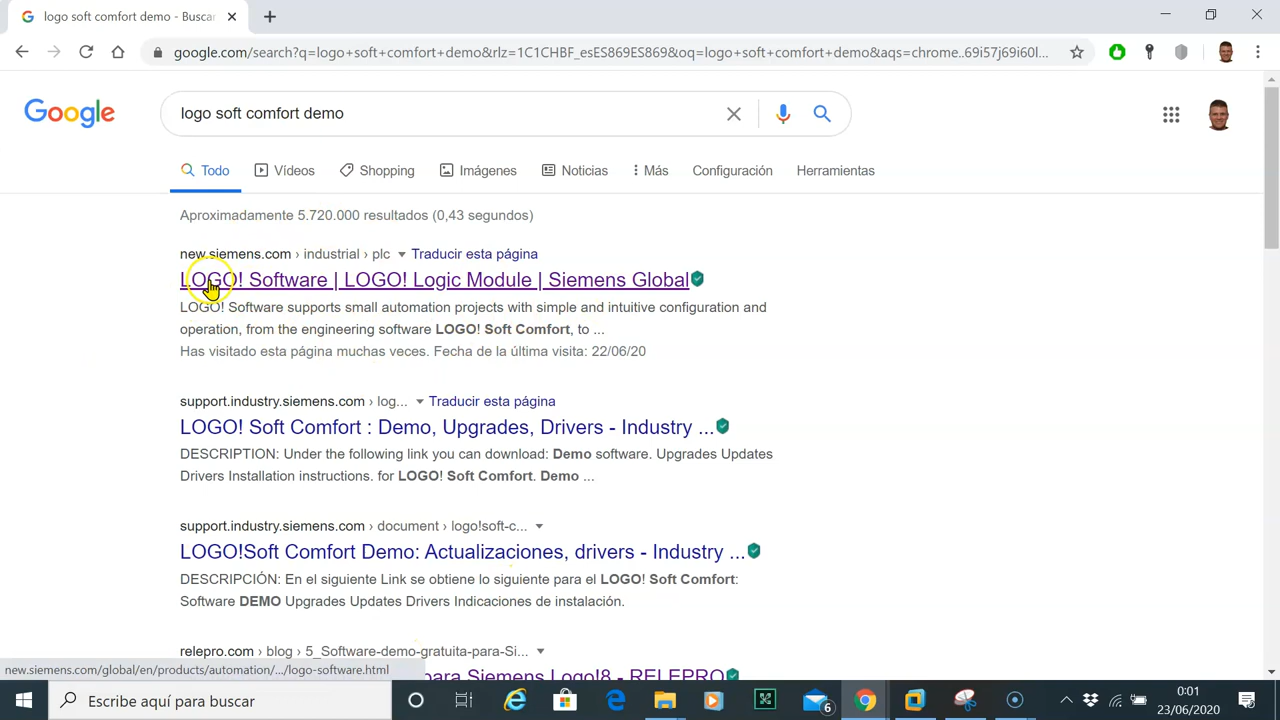 logo soft comfort demo - Buscar
google.com/search?q=logo+soft+comfort+demo&rlz=1C1CHBF_esES869ES869&oq=logo+soft+comfort+demo&aqs=chrome..69i57j69i60l...
Google
logo soft comfort demo
Todo Vídeos Shopping Imágenes Noticias Más Configuración Herramientas
Aproximadamente 5.720.000 resultados (0,43 segundos)
new.siemens.com › industrial › plc Traducir esta página
LOGO! Software | LOGO! Logic Module | Siemens Global
LOGO! Software supports small automation projects with simple and intuitive configuration and
operation, from the engineering software LOGO! Soft Comfort, to ...
Has visitado esta página muchas veces. Fecha de la última visita: 22/06/20
support.industry.siemens.com › log... Traducir esta página
LOGO! Soft Comfort : Demo, Upgrades, Drivers - Industry ...
DESCRIPTION: Under the following link you can download: Demo software. Upgrades Updates
Drivers Installation instructions. for LOGO! Soft Comfort. Demo ...
support.industry.siemens.com › document › logo!soft-c...
LOGO!Soft Comfort Demo: Actualizaciones, drivers - Industry ...
DESCRIPCIÓN: En el siguiente Link se obtiene lo siguiente para el LOGO! Soft Comfort:
Software DEMO Upgrades Updates Drivers Indicaciones de instalación.
relepro.com › blog › 5_Software-demo-gratuita-para-Si...
para Siemens Logo!8 - RELEPRO
new.siemens.com/global/en/products/automation/.../logo-software.html
Escribe aquí para buscar
6
0:01
23/06/2020